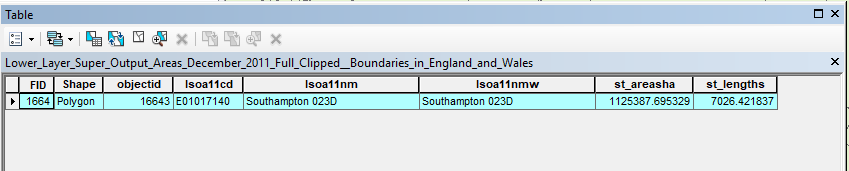 Table
Lower_Layer_Super_Output_Areas_December_2011_Full_Clipped__Boundaries_in_England_and_Wales
FID Shape objectid lsoa11cd lsoa11nm lsoa11nmw st_areasha st_lengths
1664 Polygon 16643 E01017140 Southampton 023D Southampton 023D 1125387.695329 7026.421837